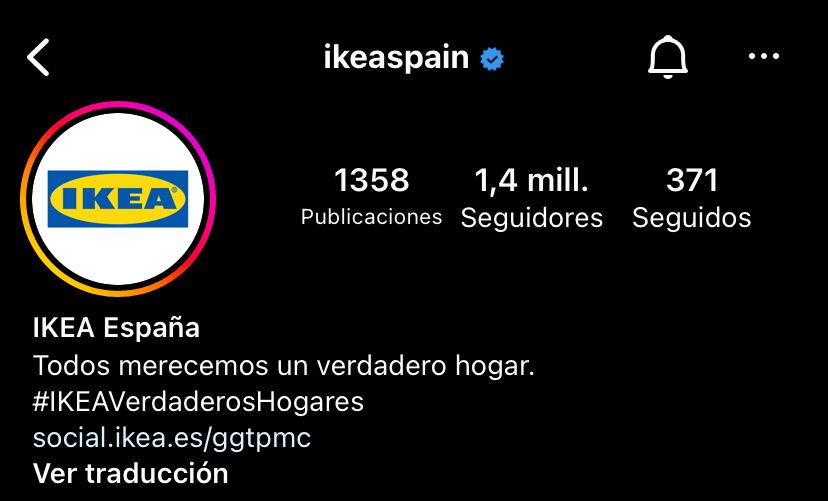 ikeaspain
IKEA
1358 1,4 mill. 371
Publicaciones Seguidores Seguidos
IKEA España
Todos merecemos un verdadero hogar.
#IKEAVerdaderosHogares
social.ikea.es/ggtpmc
Ver traducción